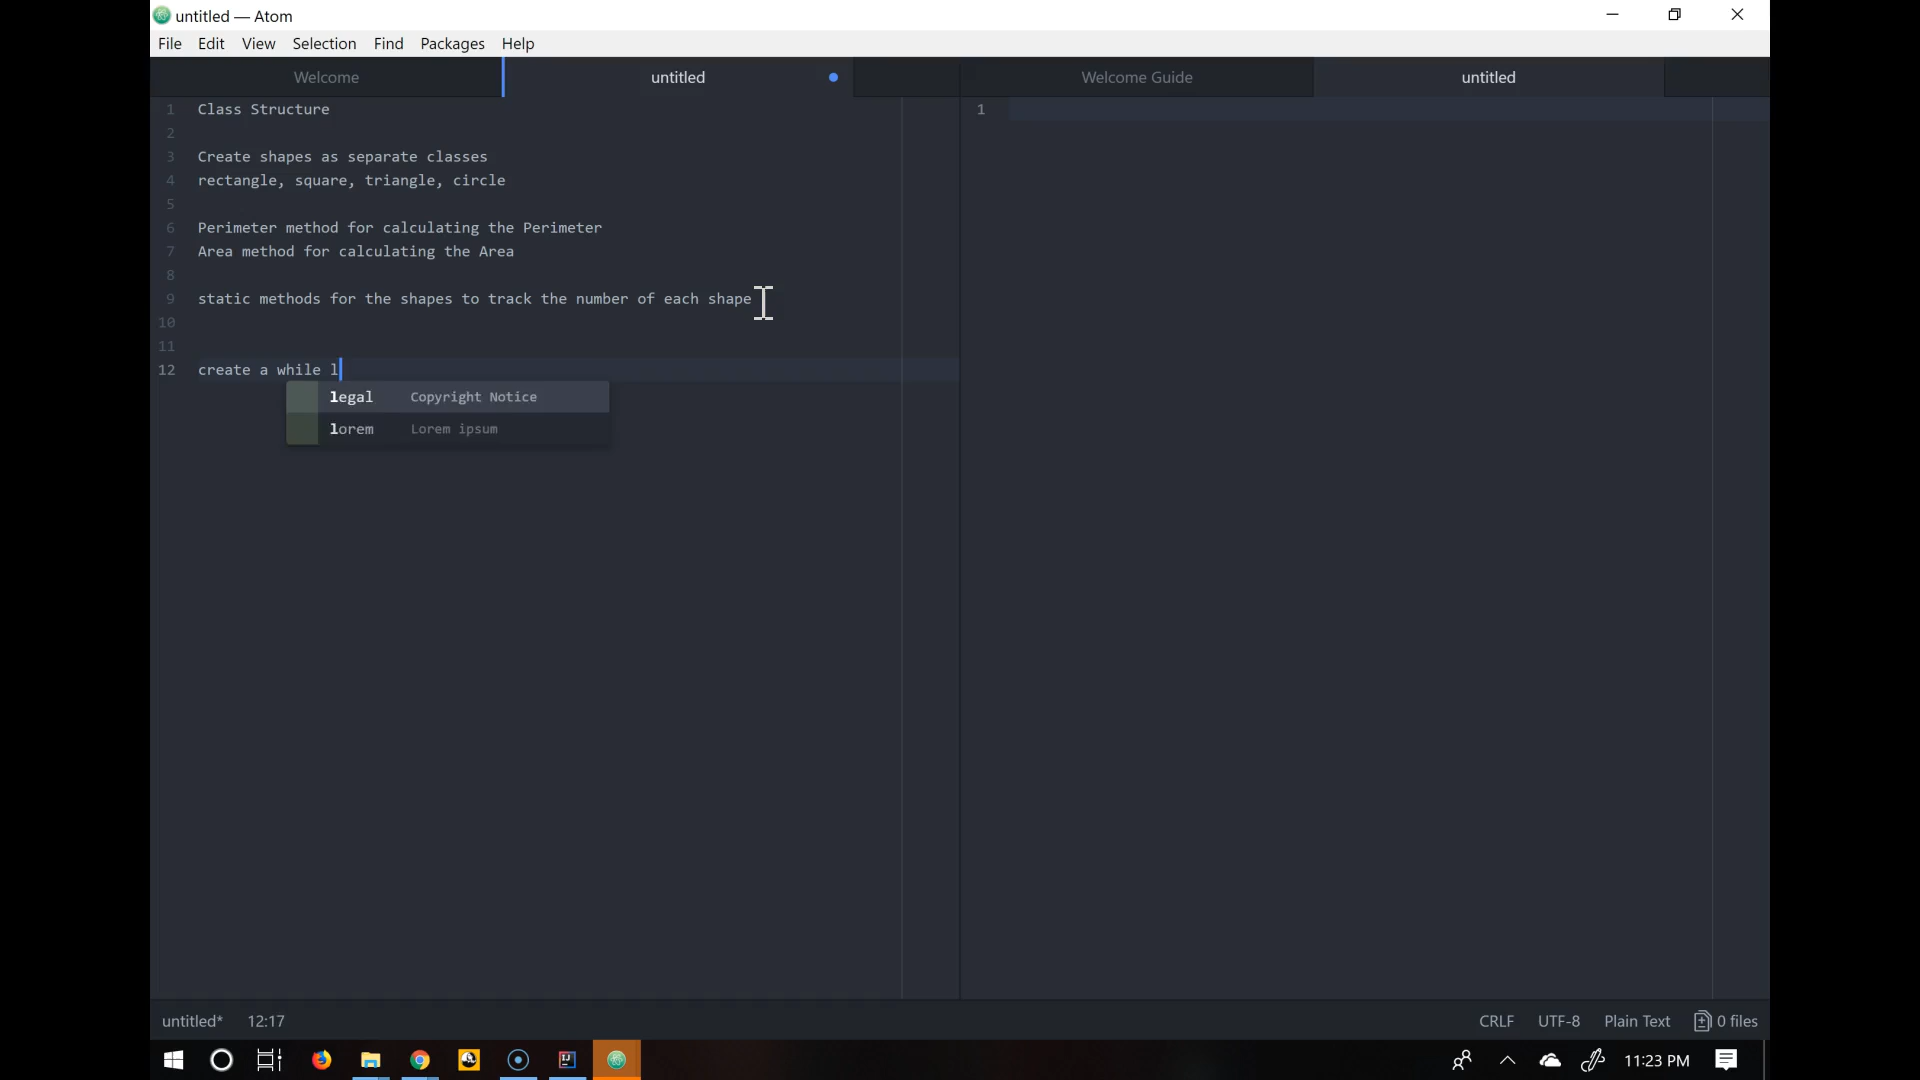 untitled — Atom
File Edit View Selection Find Packages Help
Welcome untitled Welcome Guide untitled
1 Class Structure
2
3 Create shapes as separate classes
4 rectangle, square, triangle, circle
5
6 Perimeter method for calculating the Perimeter
7 Area method for calculating the Area
8
9 static methods for the shapes to track the number of each shape
10
11
12 create a while l
legal Copyright Notice
lorem Lorem ipsum
1
untitled* 12:17 CRLF UTF-8 Plain Text 0 files
IJ 11:23 PM